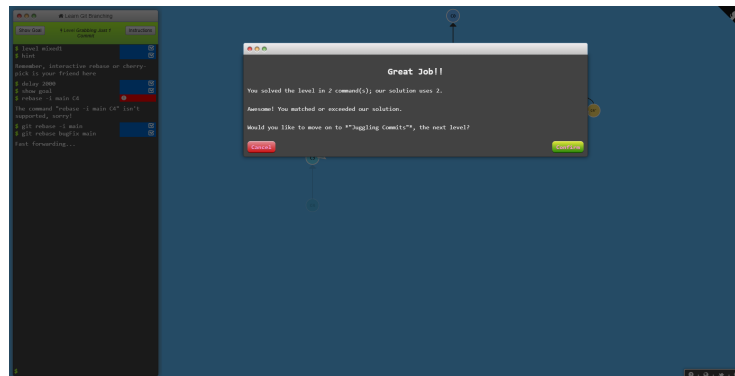 Learn Git Branching
Show Goal
Level Grabbing Just 1 Commit
Instructions
$ level mixed1
$ hint
Remember, interactive rebase or cherry-
pick is your friend here
$ delay 2000
$ show goal
$ rebase -i main C4
The command "rebase -i main C4" isn't
supported, sorry!
$ git rebase -i main
$ git rebase bugFix main
Fast forwarding...
$
Great Job!!
You solved the level in 2 command(s); our solution uses 2.
Awesome! You matched or exceeded our solution.
Would you like to move on to *"Juggling Commits"*, the next level?
Cancel
Confirm